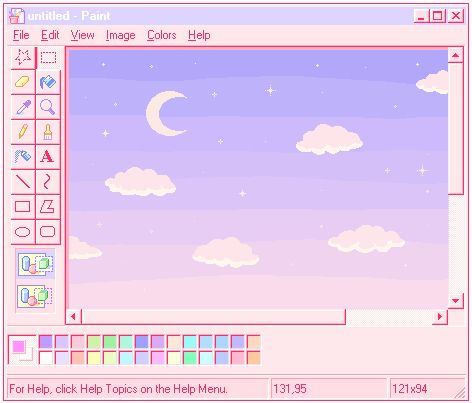 untitled - Paint
File Edit View Image Colors Help
A
For Help, click Help Topics on the Help Menu.
131,95
121x94